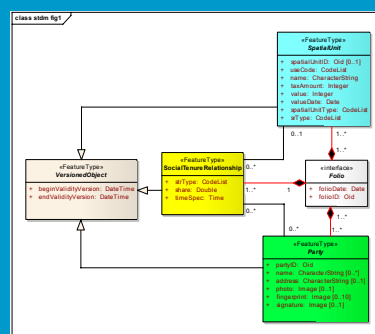 class stdm fig1
«FeatureType»
SpatialUnit
+ spatialUnitID: Oid [0..1]
+ useCode: CodeList
+ name: CharacterString
+ taxAmount: Integer
+ value: Integer
+ valueDate: Date
+ spatialUnitType: CodeList
+ srType: CodeList
0..1
1..*
0..*
1..*
«FeatureType»
VersionedObject
+ beginValidityVersion: DateTime
+ endValidityVersion: DateTime
«FeatureType»
SocialTenureRelationship
+ strType: CodeList
+ share: Double
+ timeSpec: Time
1
1..*
«interface»
Folio
+ folioDate: Date
+ folioID: Oid
0..*
1..*
0..*
1..*
«FeatureType»
Party
+ partyID: Oid
+ name: CharacterString [0..*]
+ address: CharacterString [0..1]
+ photo: Image [0..1]
+ fingerprint: Image [0..10]
+ signature: Image [0..1]